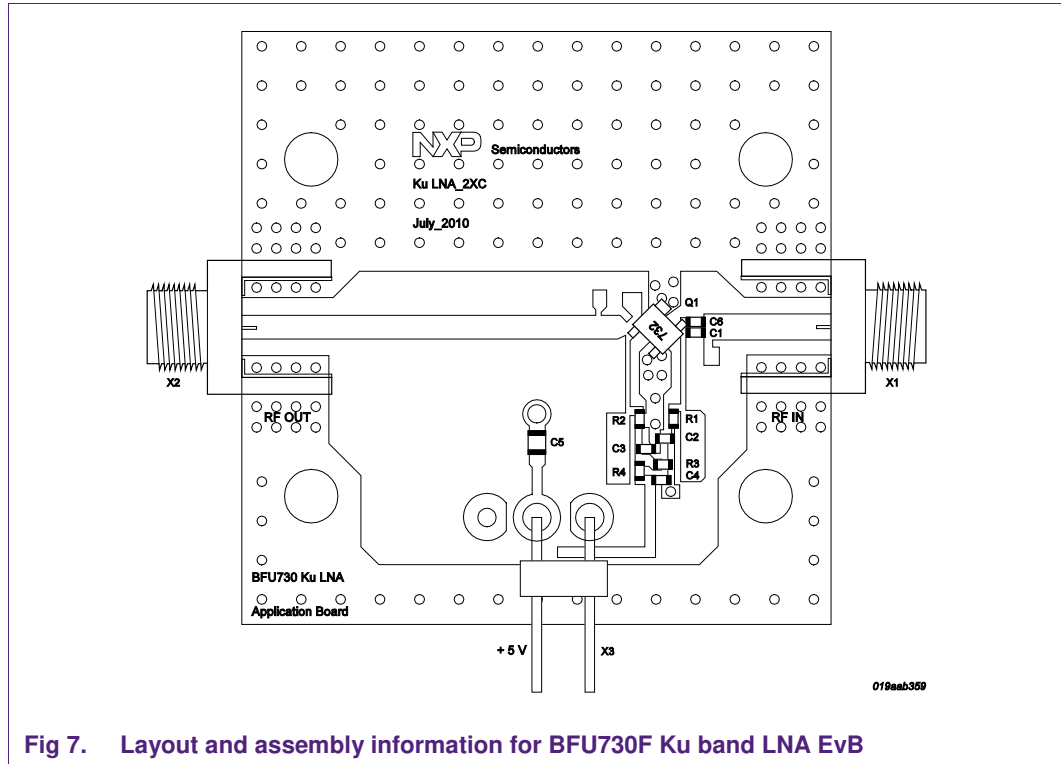 NXP Semiconductors
Ku LNA_2XC
July_2010
Q1
732
C6
C1
X2
X1
RF OUT
RF IN
R2
R1
C5
C2
C3
R3
R4
C4
BFU730 Ku LNA
Application Board
+ 5 V
X3
019aab359
Fig 7. Layout and assembly information for BFU730F Ku band LNA EvB